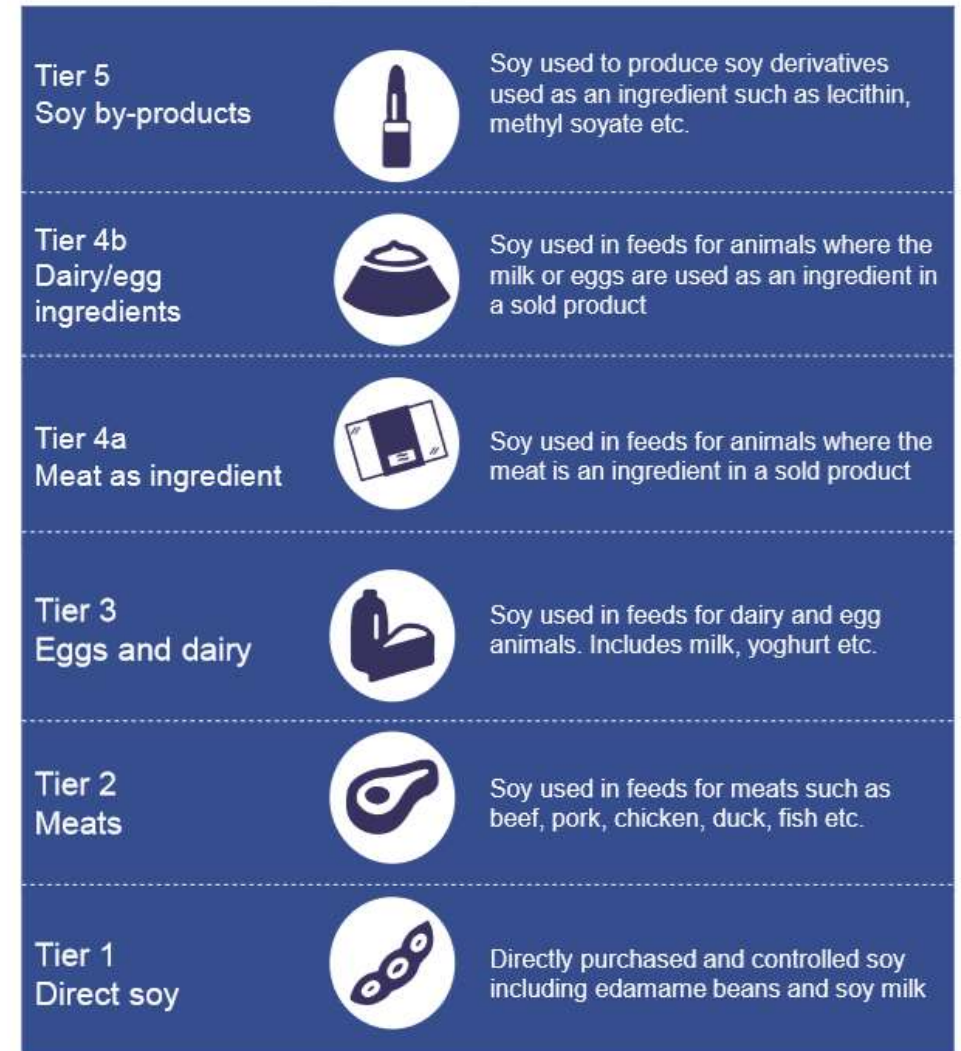 Tier 5
Soy by-products
Soy used to produce soy derivatives
used as an ingredient such as lecithin,
methyl soyate etc.
Tier 4b
Dairy/egg
ingredients
Soy used in feeds for animals where the
milk or eggs are used as an ingredient in
a sold product
Tier 4a
Meat as ingredient
Soy used in feeds for animals where the
meat is an ingredient in a sold product
Tier 3
Eggs and dairy
Soy used in feeds for dairy and egg
animals. Includes milk, yoghurt etc.
Tier 2
Meats
Soy used in feeds for meats such as
beef, pork, chicken, duck, fish etc.
Tier 1
Direct soy
Directly purchased and controlled soy
including edamame beans and soy milk